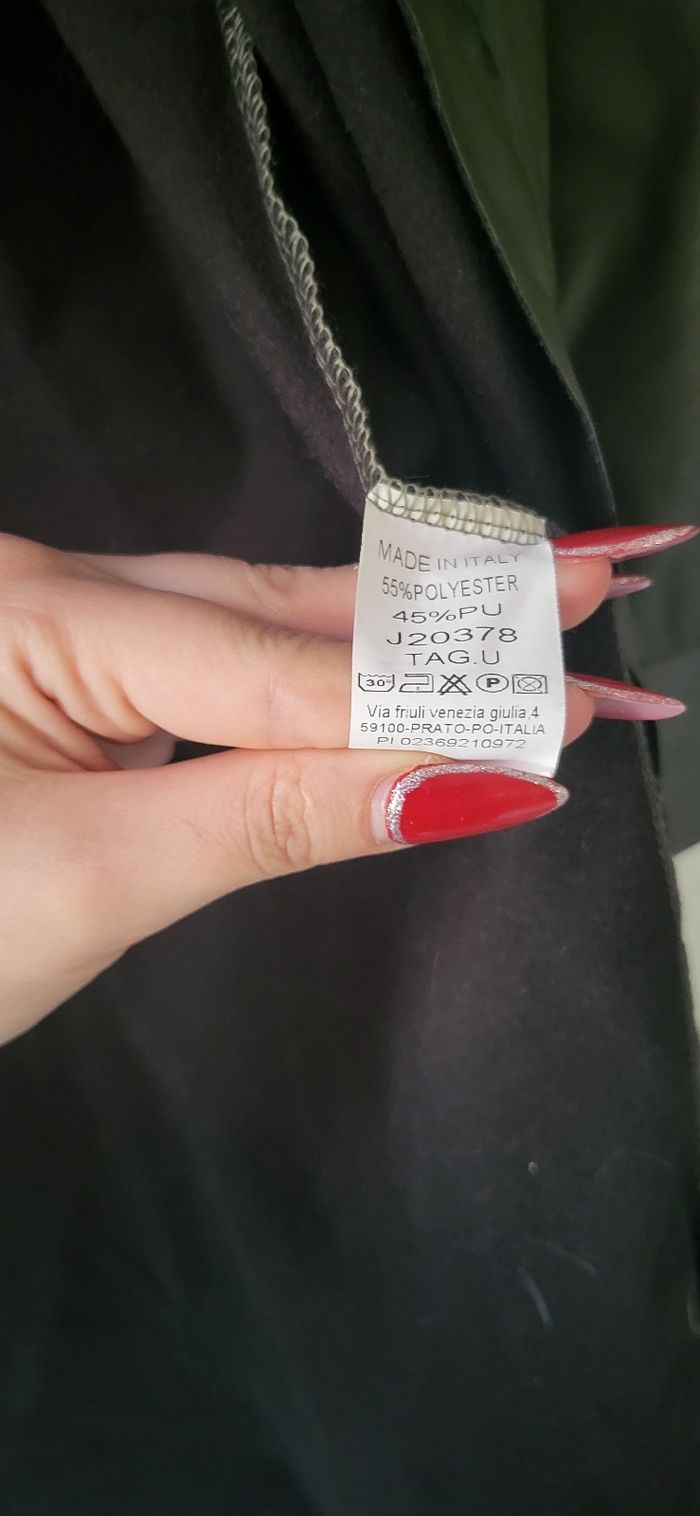 MADE IN ITALY
55%POLYESTER
45%PU
J20378
TAG.U
30° P
Via friuli venezia giulia,4
59100-PRATO-PO-ITALIA
PI 02369210972